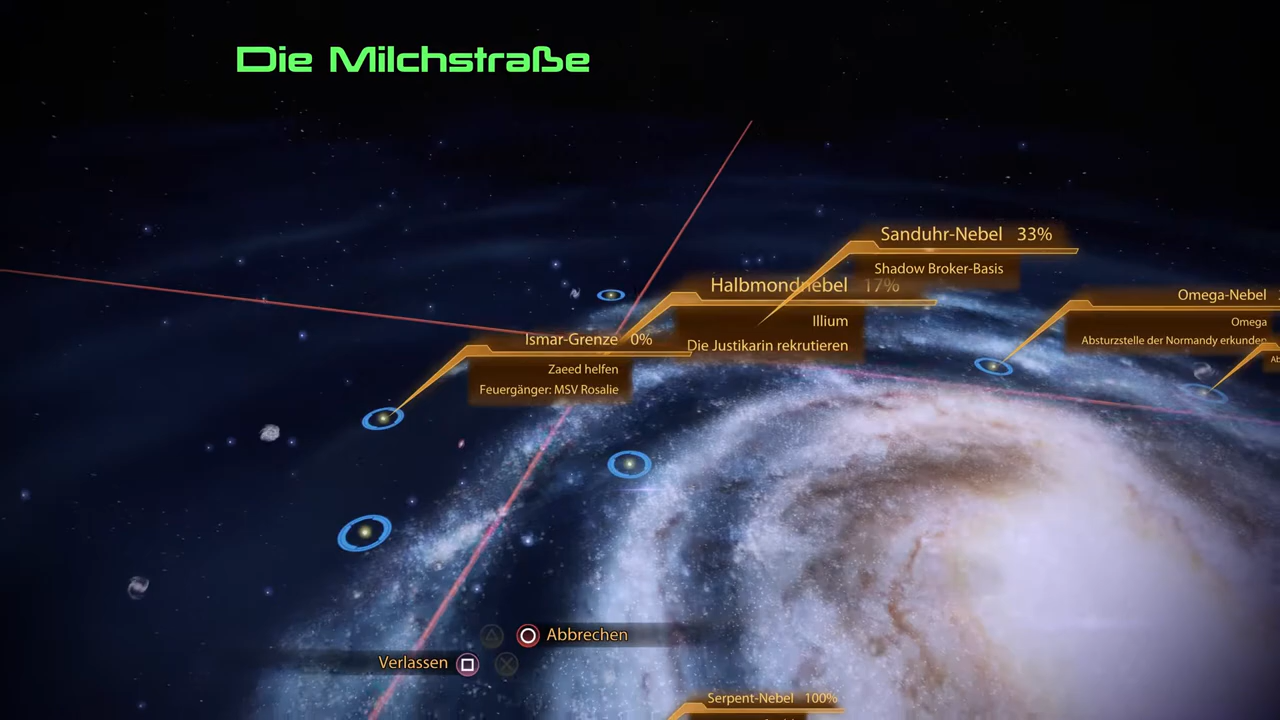 Die Milchstraße
Sanduhr-Nebel 33%
Shadow Broker-Basis
Halbmondnebel 17%
Illium
Die Justikarin rekrutieren
Omega-Nebel
Omega
Absturzstelle der Normandy erkunden
Ismar-Grenze 0%
Zaeed helfen
Feuergänger: MSV Rosalie
Abbrechen
Verlassen
Serpent-Nebel 100%